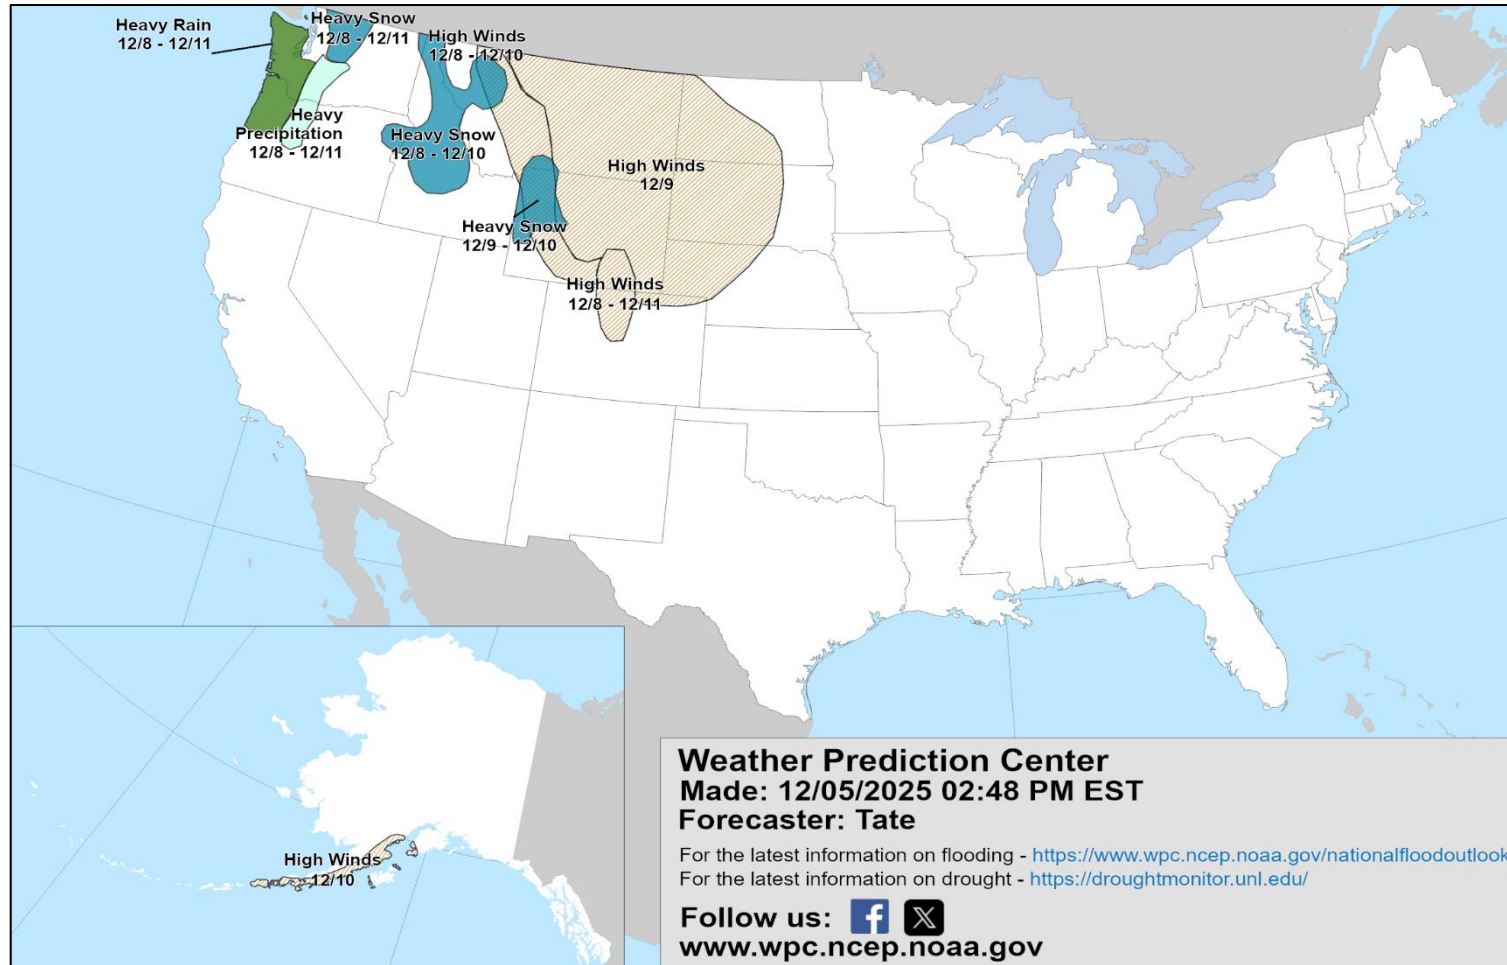 Heavy Rain
12/8 - 12/11
Heavy Snow
12/8 - 12/11
High Winds
12/8 - 12/10
Heavy
Precipitation
12/8 - 12/11
Heavy Snow
12/8 - 12/10
High Winds
12/9
Heavy Snow
12/9 - 12/10
High Winds
12/8 - 12/11
High Winds
12/10
Weather Prediction Center
Made: 12/05/2025 02:48 PM EST
Forecaster: Tate
For the latest information on flooding - https://www.wpc.ncep.noaa.gov/nationalfloodoutlook
For the latest information on drought - https://droughtmonitor.unl.edu/
Follow us:
www.wpc.ncep.noaa.gov